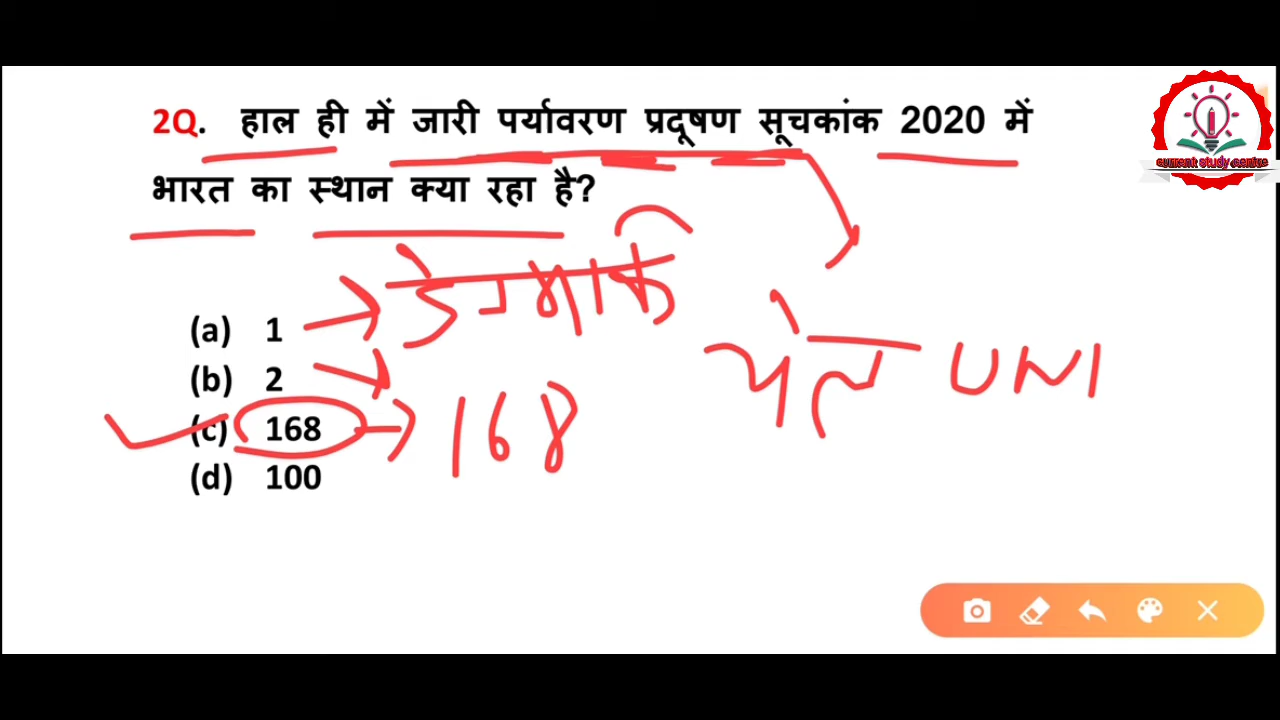 2Q. हाल ही में जारी पर्यावरण प्रदूषण सूचकांक 2020 में
भारत का स्थान क्या रहा है?
current study centre
डेनमार्क
(a) 1
(b) 2
(c) 168
(d) 100
168
येल UNI